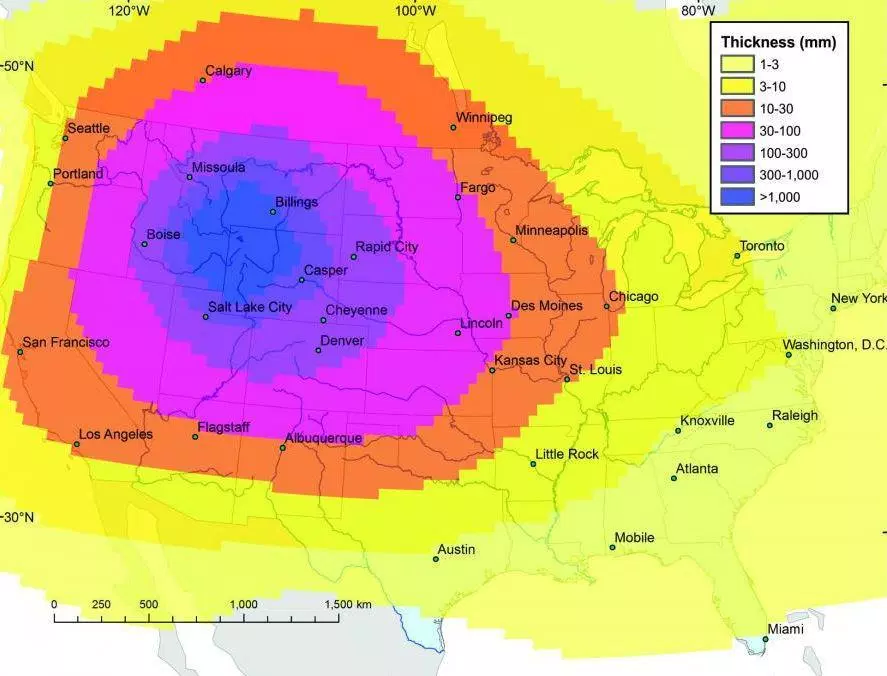 120°W
100°W
80°W
Thickness (mm)
1-3
3-10
10-30
30-100
100-300
300-1,000
>1,000
50°N
Calgary
Winnipeg
Seattle
Portland
Missoula
Fargo
Billings
Minneapolis
Boise
Rapid City
Toronto
Casper
Salt Lake City
Cheyenne
Des Moines
Chicago
New York
Lincoln
San Francisco
Denver
Washington, D.C.
Kansas City
St. Louis
Los Angeles
Flagstaff
Albuquerque
Knoxville
Raleigh
Little Rock
Atlanta
30°N
Mobile
Austin
0 250 500 1,000 1,500 km
Miami